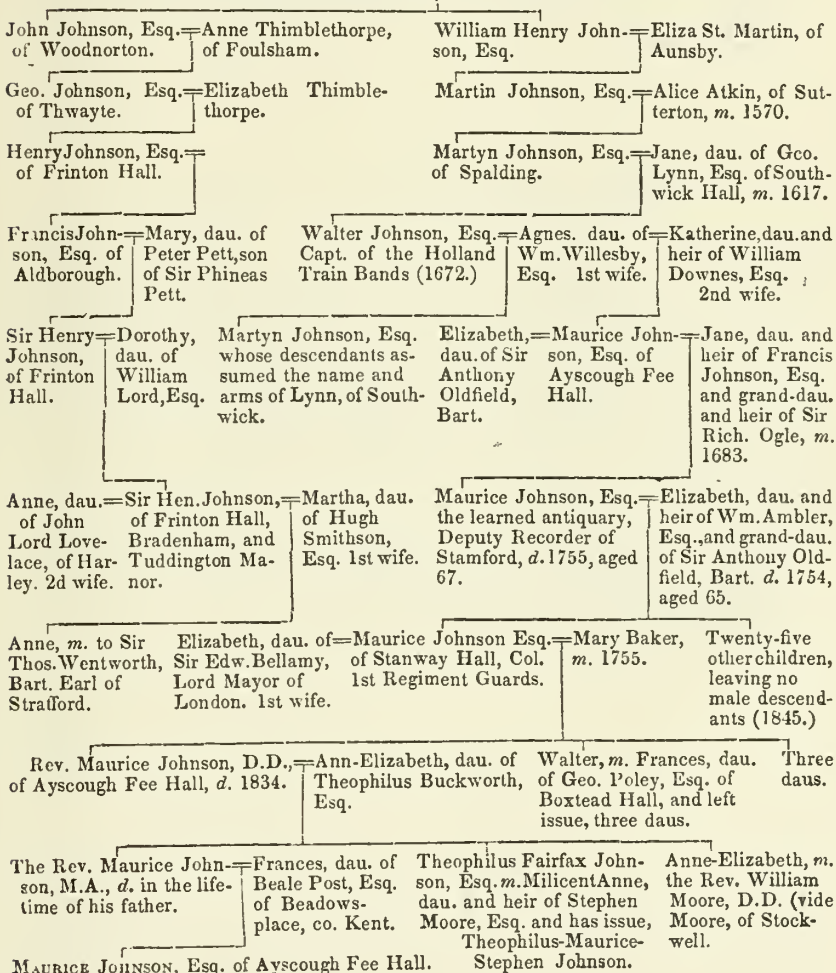 John Johnson, Esq.
of Woodnorton.
Anne Thimblethorpe,
of Foulsham.
William Henry John-
son, Esq.
Eliza St. Martin, of
Aunsby.
Geo. Johnson, Esq.
of Thwayte.
Elizabeth Thimble-
thorpe.
Martin Johnson, Esq.
Alice Atkin, of Sut-
terton, m. 1570.
Henry Johnson, Esq.
of Frinton Hall.
Martyn Johnson, Esq.
of Spalding.
Jane, dau. of Geo.
Lynn, Esq. of South-
wick Hall, m. 1617.
Francis John-
son, Esq. of
Aldborough.
Mary, dau. of
Peter Pett, son
of Sir Phineas
Pett.
Walter Johnson, Esq.
Capt. of the Holland
Train Bands (1672.)
Agnes. dau. of
Wm. Willesby,
Esq. 1st wife.
Katherine, dau. and
heir of William
Downes, Esq.
2nd wife.
Sir Henry
Johnson,
of Frinton
Hall.
Dorothy,
dau. of
William
Lord, Esq.
Martyn Johnson, Esq.
whose descendants as-
sumed the name and
arms of Lynn, of South-
wick.
Elizabeth,
dau. of Sir
Anthony
Oldfield,
Bart.
Maurice John-
son, Esq. of
Ayscough Fee
Hall.
Jane, dau. and
heir of Francis
Johnson, Esq.
and grand-dau.
and heir of Sir
Rich. Ogle, m.
1683.
Anne, dau.
of John
Lord Love-
lace, of Har-
ley. 2d wife.
Sir Hen. Johnson,
of Frinton Hall,
Bradenham, and
Tuddington Ma-
nor.
Martha, dau.
of Hugh
Smithson,
Esq. 1st wife.
Maurice Johnson, Esq.
the learned antiquary,
Deputy Recorder of
Stamford, d. 1755, aged
67.
Elizabeth, dau. and
heir of Wm. Ambler,
Esq., and grand-dau.
of Sir Anthony Old-
field, Bart. d. 1754,
aged 65.
Anne, m. to Sir
Thos. Wentworth,
Bart. Earl of
Strafford.
Elizabeth, dau. of
Sir Edw. Bellamy,
Lord Mayor of
London. 1st wife.
Maurice Johnson Esq.
of Stanway Hall, Col.
1st Regiment Guards.
Mary Baker,
m. 1755.
Twenty-five
other children,
leaving no
male descend-
ants (1845.)
Rev. Maurice Johnson, D.D.,
of Ayscough Fee Hall, d. 1834.
Ann-Elizabeth, dau. of
Theophilus Buckworth,
Esq.
Walter, m. Frances, dau.
of Geo. Poley, Esq. of
Boxtead Hall, and left
issue, three daus.
Three
daus.
The Rev. Maurice John-
son, M.A., d. in the life-
time of his father.
Frances, dau. of
Beale Post, Esq.
of Beadows-
place, co. Kent.
Theophilus Fairfax John-
son, Esq. m. Milicent Anne,
dau. and heir of Stephen
Moore, Esq. and has issue,
Theophilus-Maurice-
Stephen Johnson.
Anne-Elizabeth, m.
the Rev. William
Moore, D.D. (vide
Moore, of Stock-
well.
MAURICE JOHNSON, Esq. of Ayscough Fee Hall.